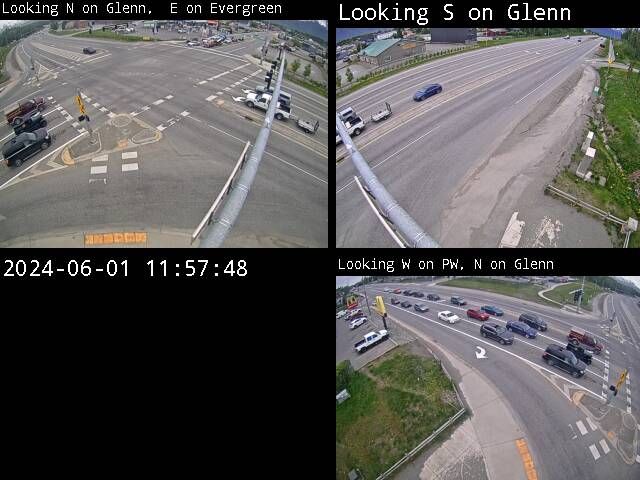 Looking N on Glenn,  E on Evergreen
Looking S on Glenn
2024-06-01 11:57:48
Looking W on PW, N on Glenn